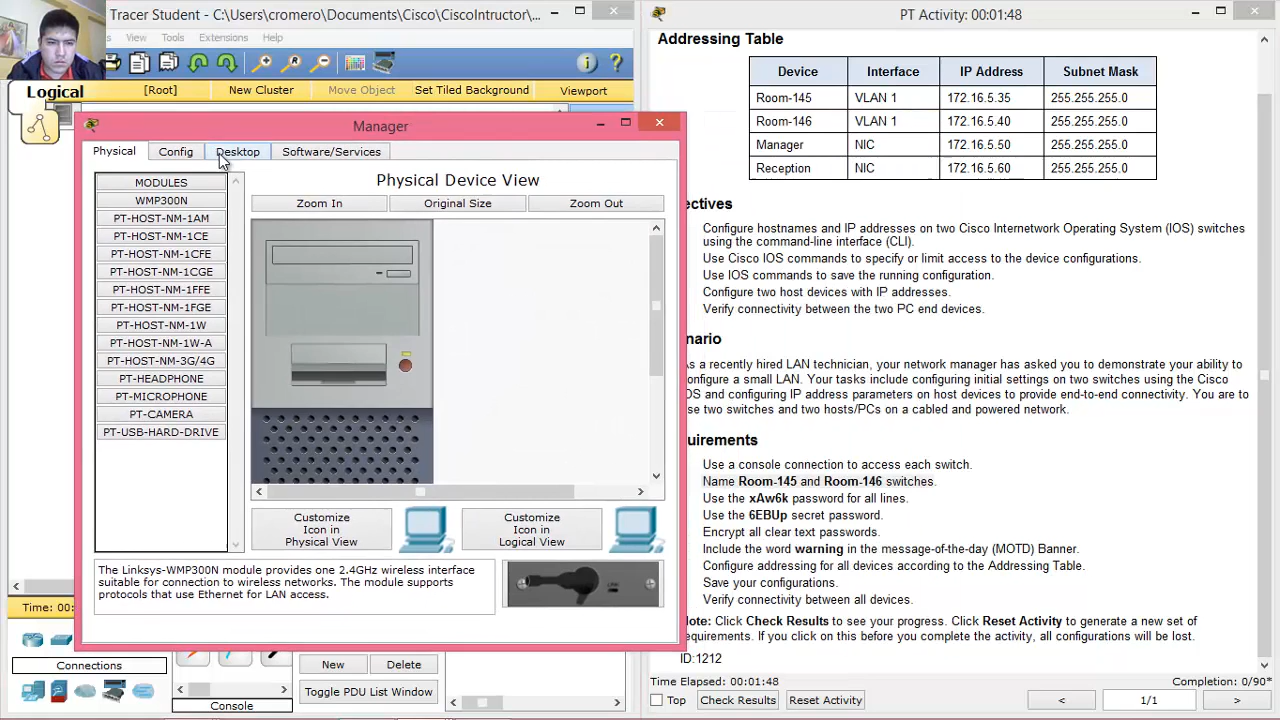 Tracer Student - C:\Users\cromero\Documents\Cisco\CiscoIntructor\...
View Tools Extensions Help
Logical [Root] New Cluster Move Object Set Tiled Background Viewport
Manager
Physical Config Desktop Software/Services
MODULES
WMP300N
PT-HOST-NM-1AM
PT-HOST-NM-1CE
PT-HOST-NM-1CFE
PT-HOST-NM-1CGE
PT-HOST-NM-1FFE
PT-HOST-NM-1FGE
PT-HOST-NM-1W
PT-HOST-NM-1W-A
PT-HOST-NM-3G/4G
PT-HEADPHONE
PT-MICROPHONE
PT-CAMERA
PT-USB-HARD-DRIVE
Physical Device View
Zoom In Original Size Zoom Out
Customize
Icon in
Physical View
Customize
Icon in
Logical View
The Linksys-WMP300N module provides one 2.4GHz wireless interface
suitable for connection to wireless networks. The module supports
protocols that use Ethernet for LAN access.
Time: 00:
Connections
New Delete
Toggle PDU List Window
Console
PT Activity: 00:01:48
Addressing Table
Device Interface IP Address Subnet Mask
Room-145 VLAN 1 172.16.5.35 255.255.255.0
Room-146 VLAN 1 172.16.5.40 255.255.255.0
Manager NIC 172.16.5.50 255.255.255.0
Reception NIC 172.16.5.60 255.255.255.0
ectives
Configure hostnames and IP addresses on two Cisco Internetwork Operating System (IOS) switches
using the command-line interface (CLI).
Use Cisco IOS commands to specify or limit access to the device configurations.
Use IOS commands to save the running configuration.
Configure two host devices with IP addresses.
Verify connectivity between the two PC end devices.
nario
As a recently hired LAN technician, your network manager has asked you to demonstrate your ability to
onfigure a small LAN. Your tasks include configuring initial settings on two switches using the Cisco
OS and configuring IP address parameters on host devices to provide end-to-end connectivity. You are to
se two switches and two hosts/PCs on a cabled and powered network.
uirements
Use a console connection to access each switch.
Name Room-145 and Room-146 switches.
Use the xAw6k password for all lines.
Use the 6EBUp secret password.
Encrypt all clear text passwords.
Include the word warning in the message-of-the-day (MOTD) Banner.
Configure addressing for all devices according to the Addressing Table.
Save your configurations.
Verify connectivity between all devices.
Note: Click Check Results to see your progress. Click Reset Activity to generate a new set of
equirements. If you click on this before you complete the activity, all configurations will be lost.
ID:1212
Time Elapsed: 00:01:48 Completion: 0/90*
Top Check Results Reset Activity < 1/1 >